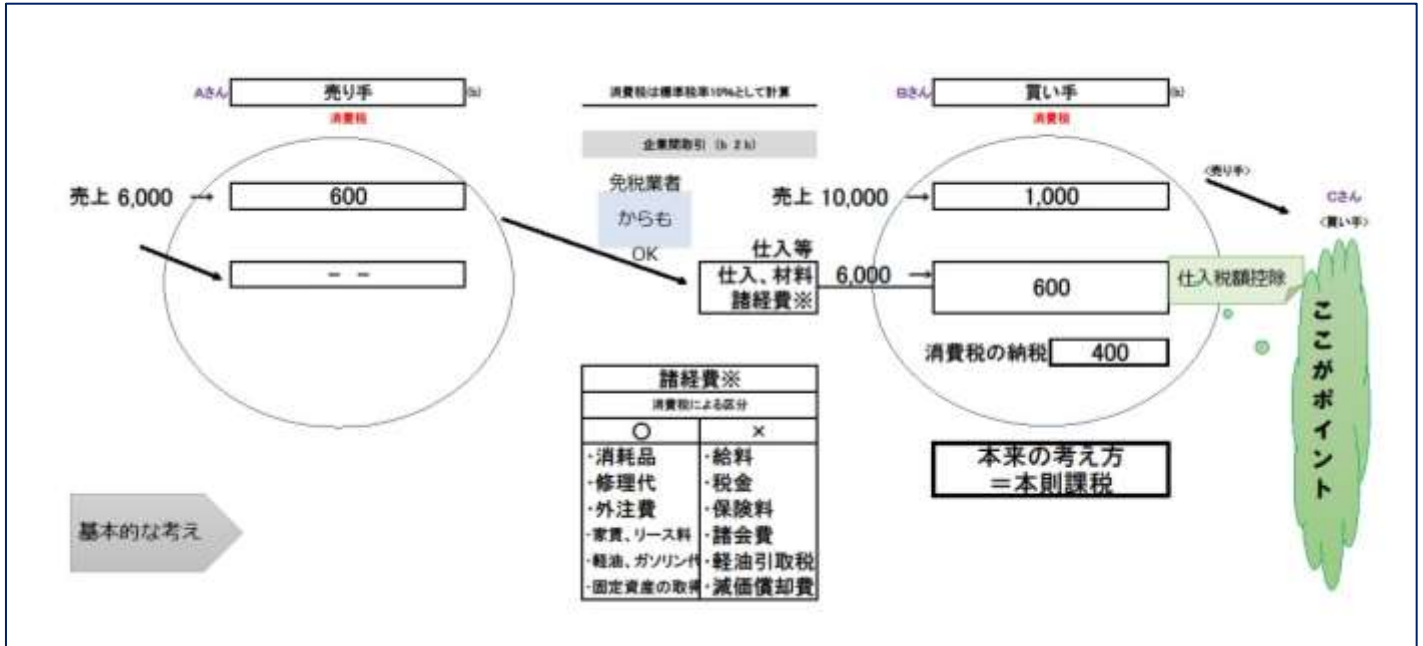 Aさん 売り手 (b)
消費税
消費税は標準税率10%として計算
Bさん 買い手 (b)
消費税
企業間取引 (b 2 b)
<売り手>
Cさん
<買い手>
売上 6,000 → 600
免税業者
からも
OK
売上 10,000 → 1,000
－ －
仕入等
仕入、材料
諸経費※
6,000 → 600
仕入税額控除
ここがポイント
消費税の納税 400
諸経費※
消費税による区分
○ ×
・消耗品 ・給料
・修理代 ・税金
・外注費 ・保険料
・家賃、リース料 ・諸会費
・軽油、ガソリン代 ・軽油引取税
・固定資産の取得 ・減価償却費
本来の考え方
＝本則課税
基本的な考え